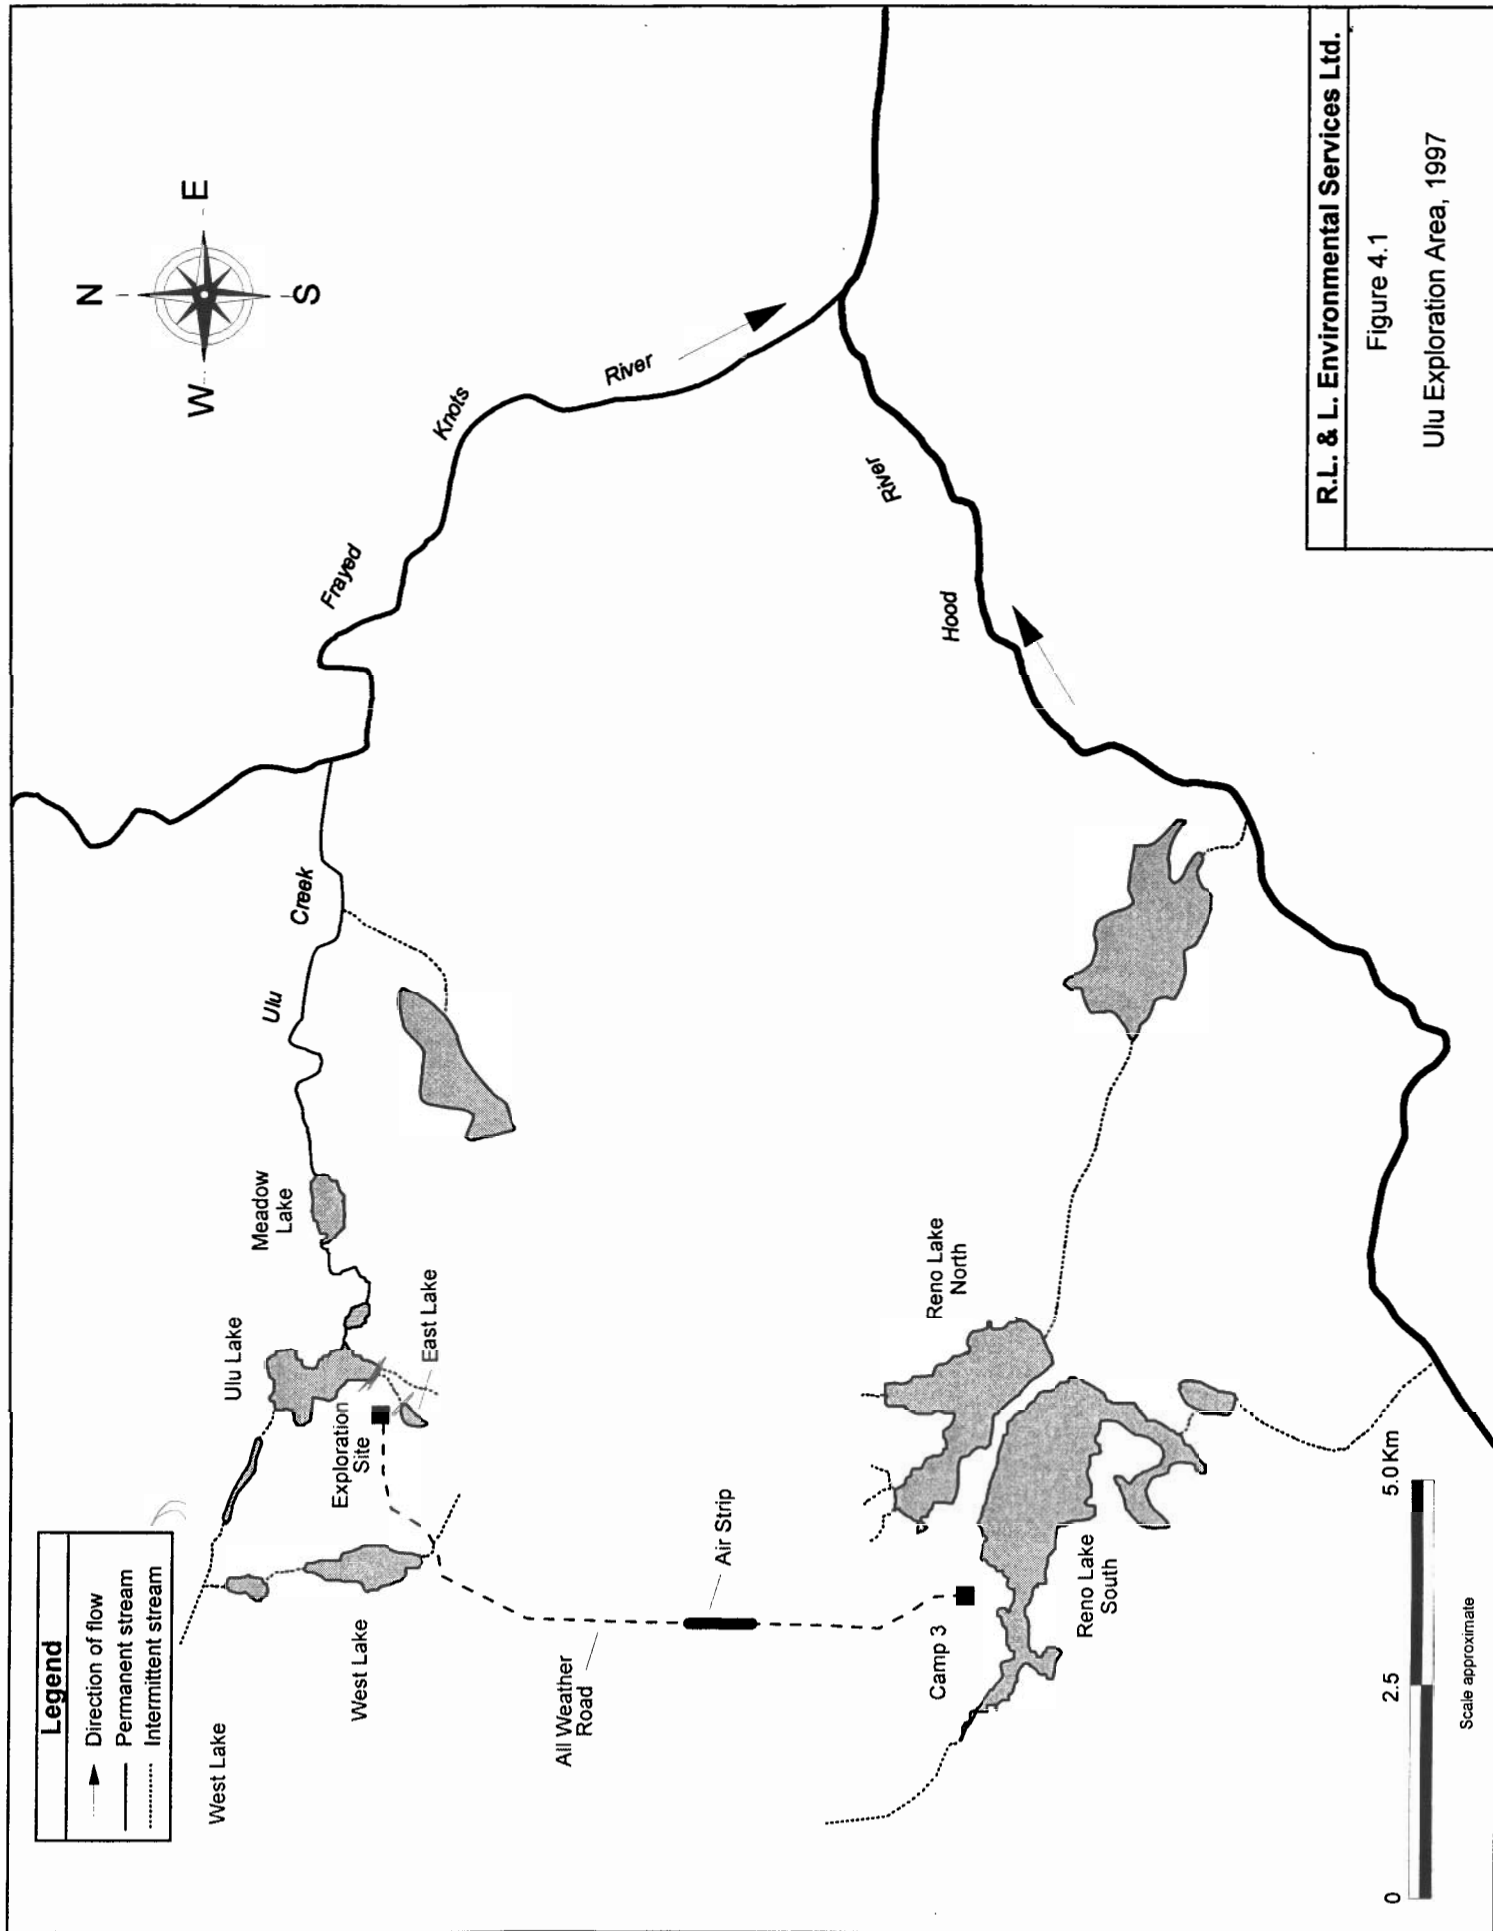 Legend
Direction of flow
Permanent stream
Intermittent stream
N
W
E
S
West Lake
West Lake
Ulu Lake
Exploration
Site
East Lake
Meadow
Lake
Ulu
Creek
Frayed
Knots
River
All Weather
Road
Air Strip
Camp 3
Reno Lake
North
Reno Lake
South
Hood
River
0
2.5
5.0 Km
Scale approximate
R.L. & L. Environmental Services Ltd.
Figure 4.1
Ulu Exploration Area, 1997